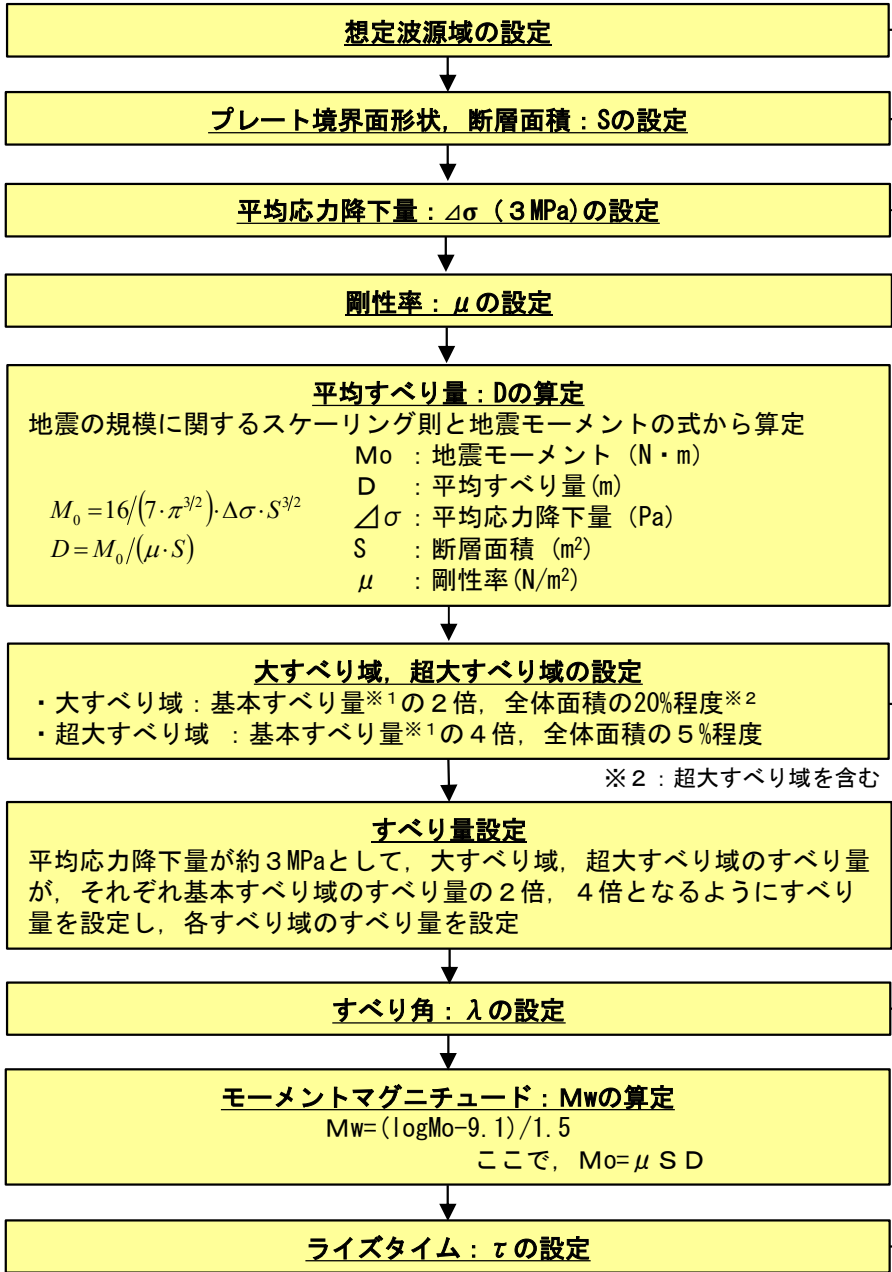 想定波源域の設定
プレート境界面形状，断層面積：Sの設定
平均応力降下量：⊿σ（３MPa)の設定
剛性率：μの設定
平均すべり量：Dの算定
地震の規模に関するスケーリング則と地震モーメントの式から算定
Ｍo ：地震モーメント（N・m)
Ｄ ：平均すべり量(m)
M₀ = 16/(7・π^{3/2})・Δσ・S^{3/2}
⊿σ：平均応力降下量（Pa)
D = M₀/(μ・S)
S ：断層面積（m²)
μ ：剛性率(N/m²)
大すべり域，超大すべり域の設定
・大すべり域：基本すべり量※１の２倍，全体面積の20%程度※２
・超大すべり域 ：基本すべり量※１の４倍，全体面積の５%程度
※２：超大すべり域を含む
すべり量設定
平均応力降下量が約３MPaとして，大すべり域，超大すべり域のすべり量
が，それぞれ基本すべり域のすべり量の２倍，４倍となるようにすべり
量を設定し，各すべり域のすべり量を設定
すべり角：λの設定
モーメントマグニチュード：Mwの算定
Ｍw=(logMo-9.1)/1.5
ここで，Ｍo=μＳＤ
ライズタイム：τの設定